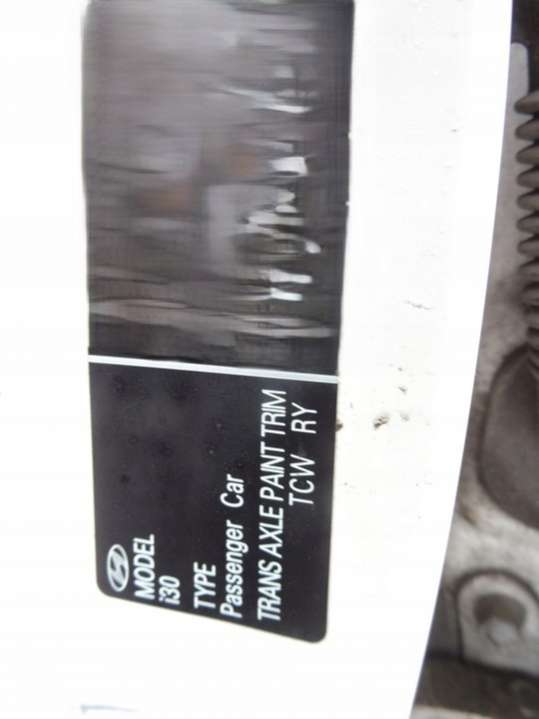 MODEL
i30
TYPE
Passenger Car
TRANS AXLE PAINT TRIM
TCW RY